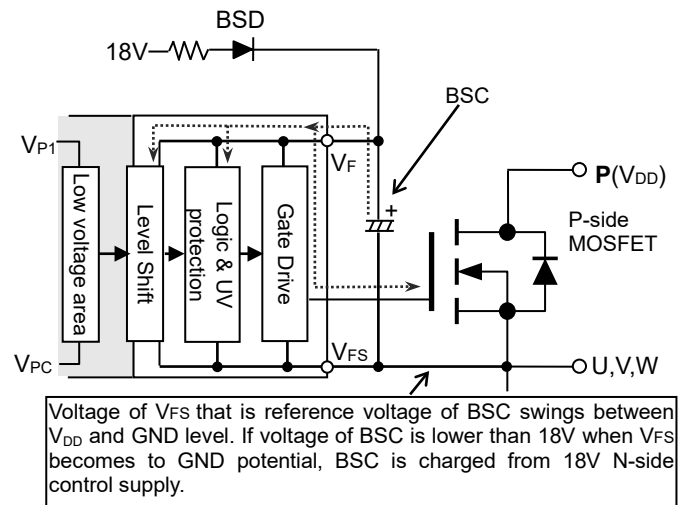 BSD
18V
BSC
VP1
VF
+
P(VDD)
P-side
MOSFET
Low voltage area
Level Shift
Logic & UV
protection
Gate Drive
VPC
VFS
U,V,W
Voltage of VFS that is reference voltage of BSC swings between
VDD and GND level. If voltage of BSC is lower than 18V when VFS
becomes to GND potential, BSC is charged from 18V N-side
control supply.